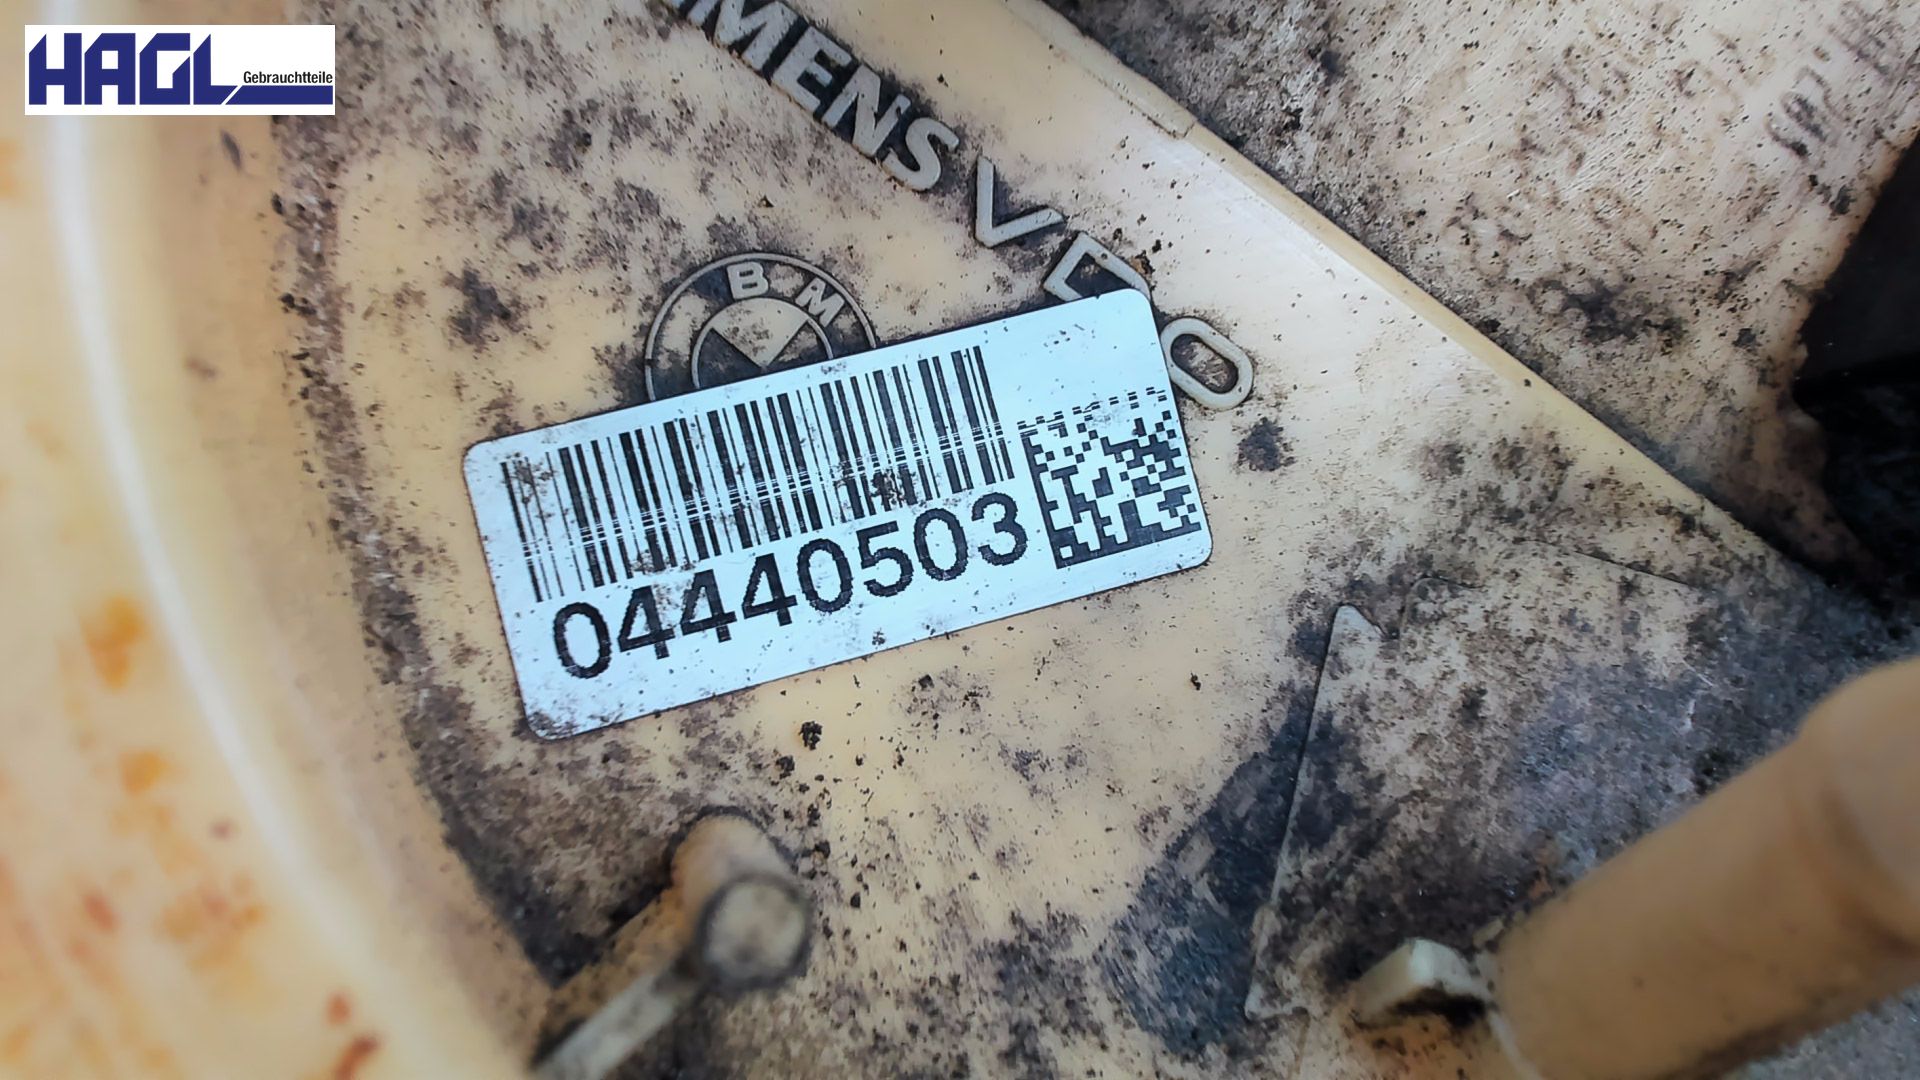 HAGL
Gebrauchtteile
IMENS VDO
B M
04440503